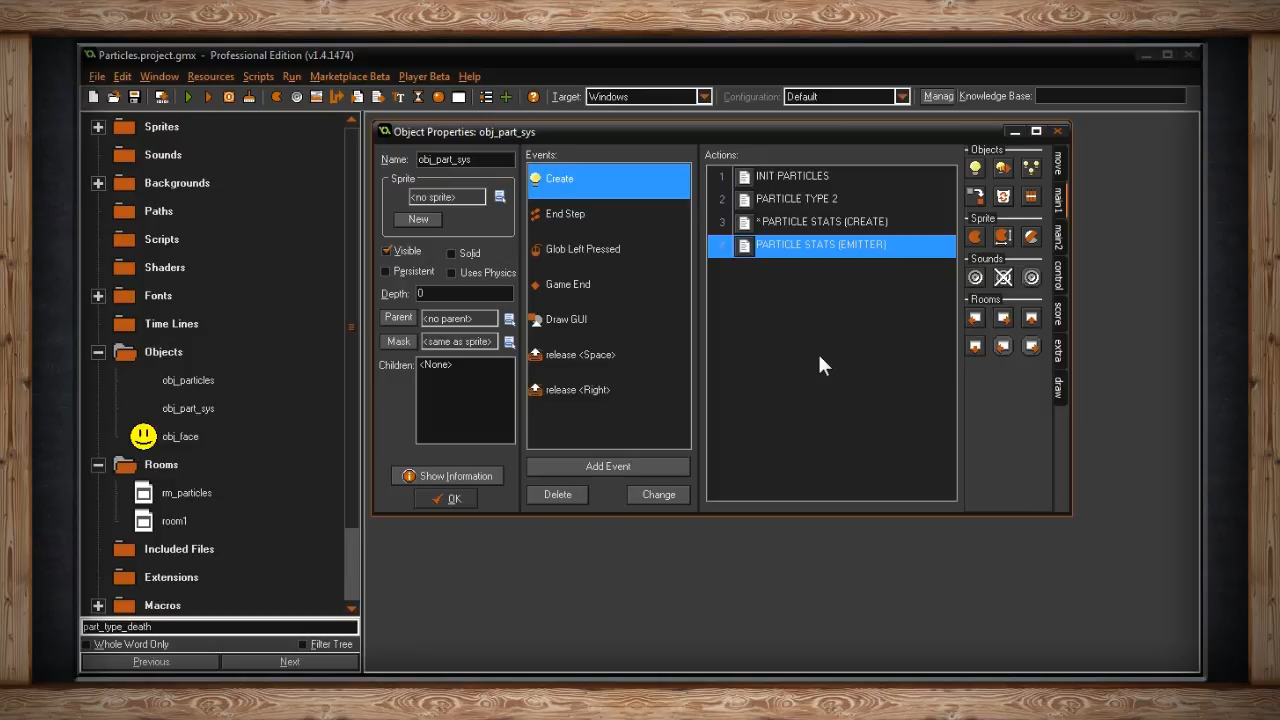 Particles.project.gmx - Professional Edition (v1.4.1474)
File Edit Window Resources Scripts Run Marketplace Beta Player Beta Help
Target: Windows Configuration: Default Manag Knowledge Base:
Sprites
Sounds
Backgrounds
Paths
Scripts
Shaders
Fonts
Time Lines
Objects
obj_particles
obj_part_sys
obj_face
Rooms
rm_particles
room1
Included Files
Extensions
Macros
part_type_death
Whole Word Only Filter Tree
Previous Next
Object Properties: obj_part_sys
Name: obj_part_sys
Sprite
<no sprite>
New
Visible Solid
Persistent Uses Physics
Depth: 0
Parent <no parent>
Mask <same as sprite>
Children: <None>
Show Information
OK
Events:
Create
End Step
Glob Left Pressed
Game End
Draw GUI
release <Space>
release <Right>
Add Event
Delete Change
Actions:
1 INIT PARTICLES
2 PARTICLE TYPE 2
3 * PARTICLE STATS (CREATE)
4 PARTICLE STATS (EMITTER)
Objects
Sprite
Sounds
Rooms
move
main1
main2
control
score
extra
draw